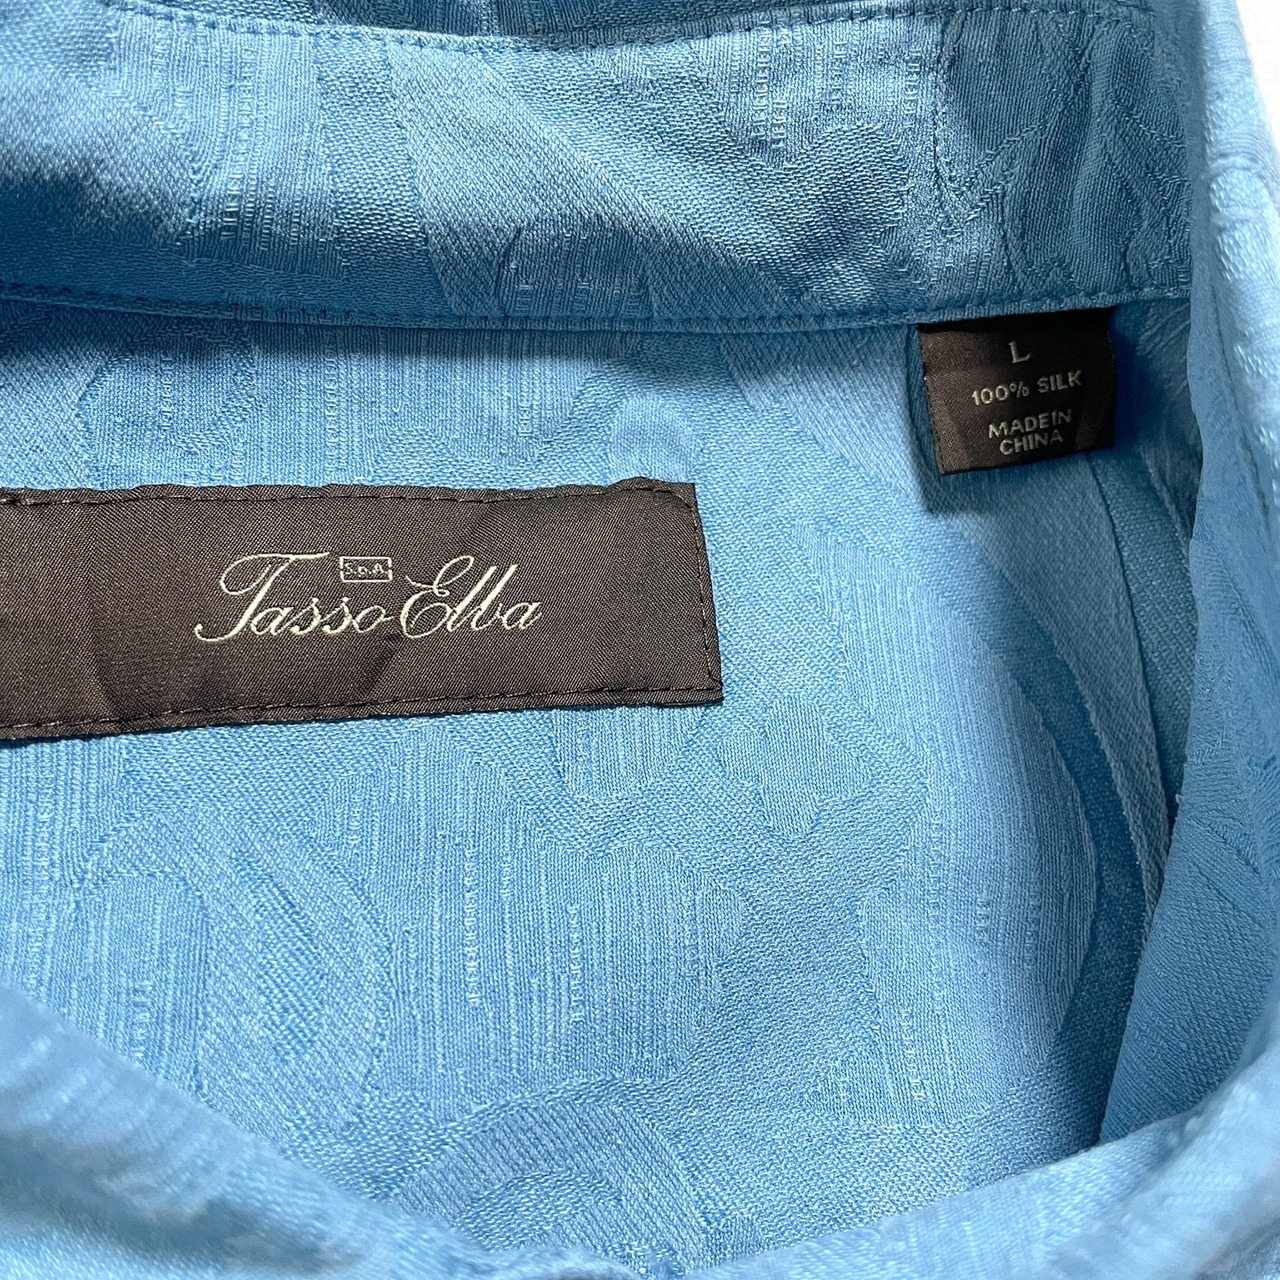 L
100% SILK
MADE IN
CHINA
S.p.A.
Tasso Elba